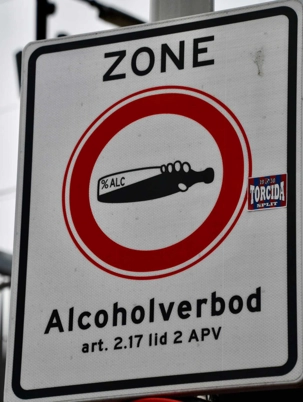 ZONE
% ALC
TORCIDA
SPLIT
Alcoholverbod
art. 2.17 lid 2 APV